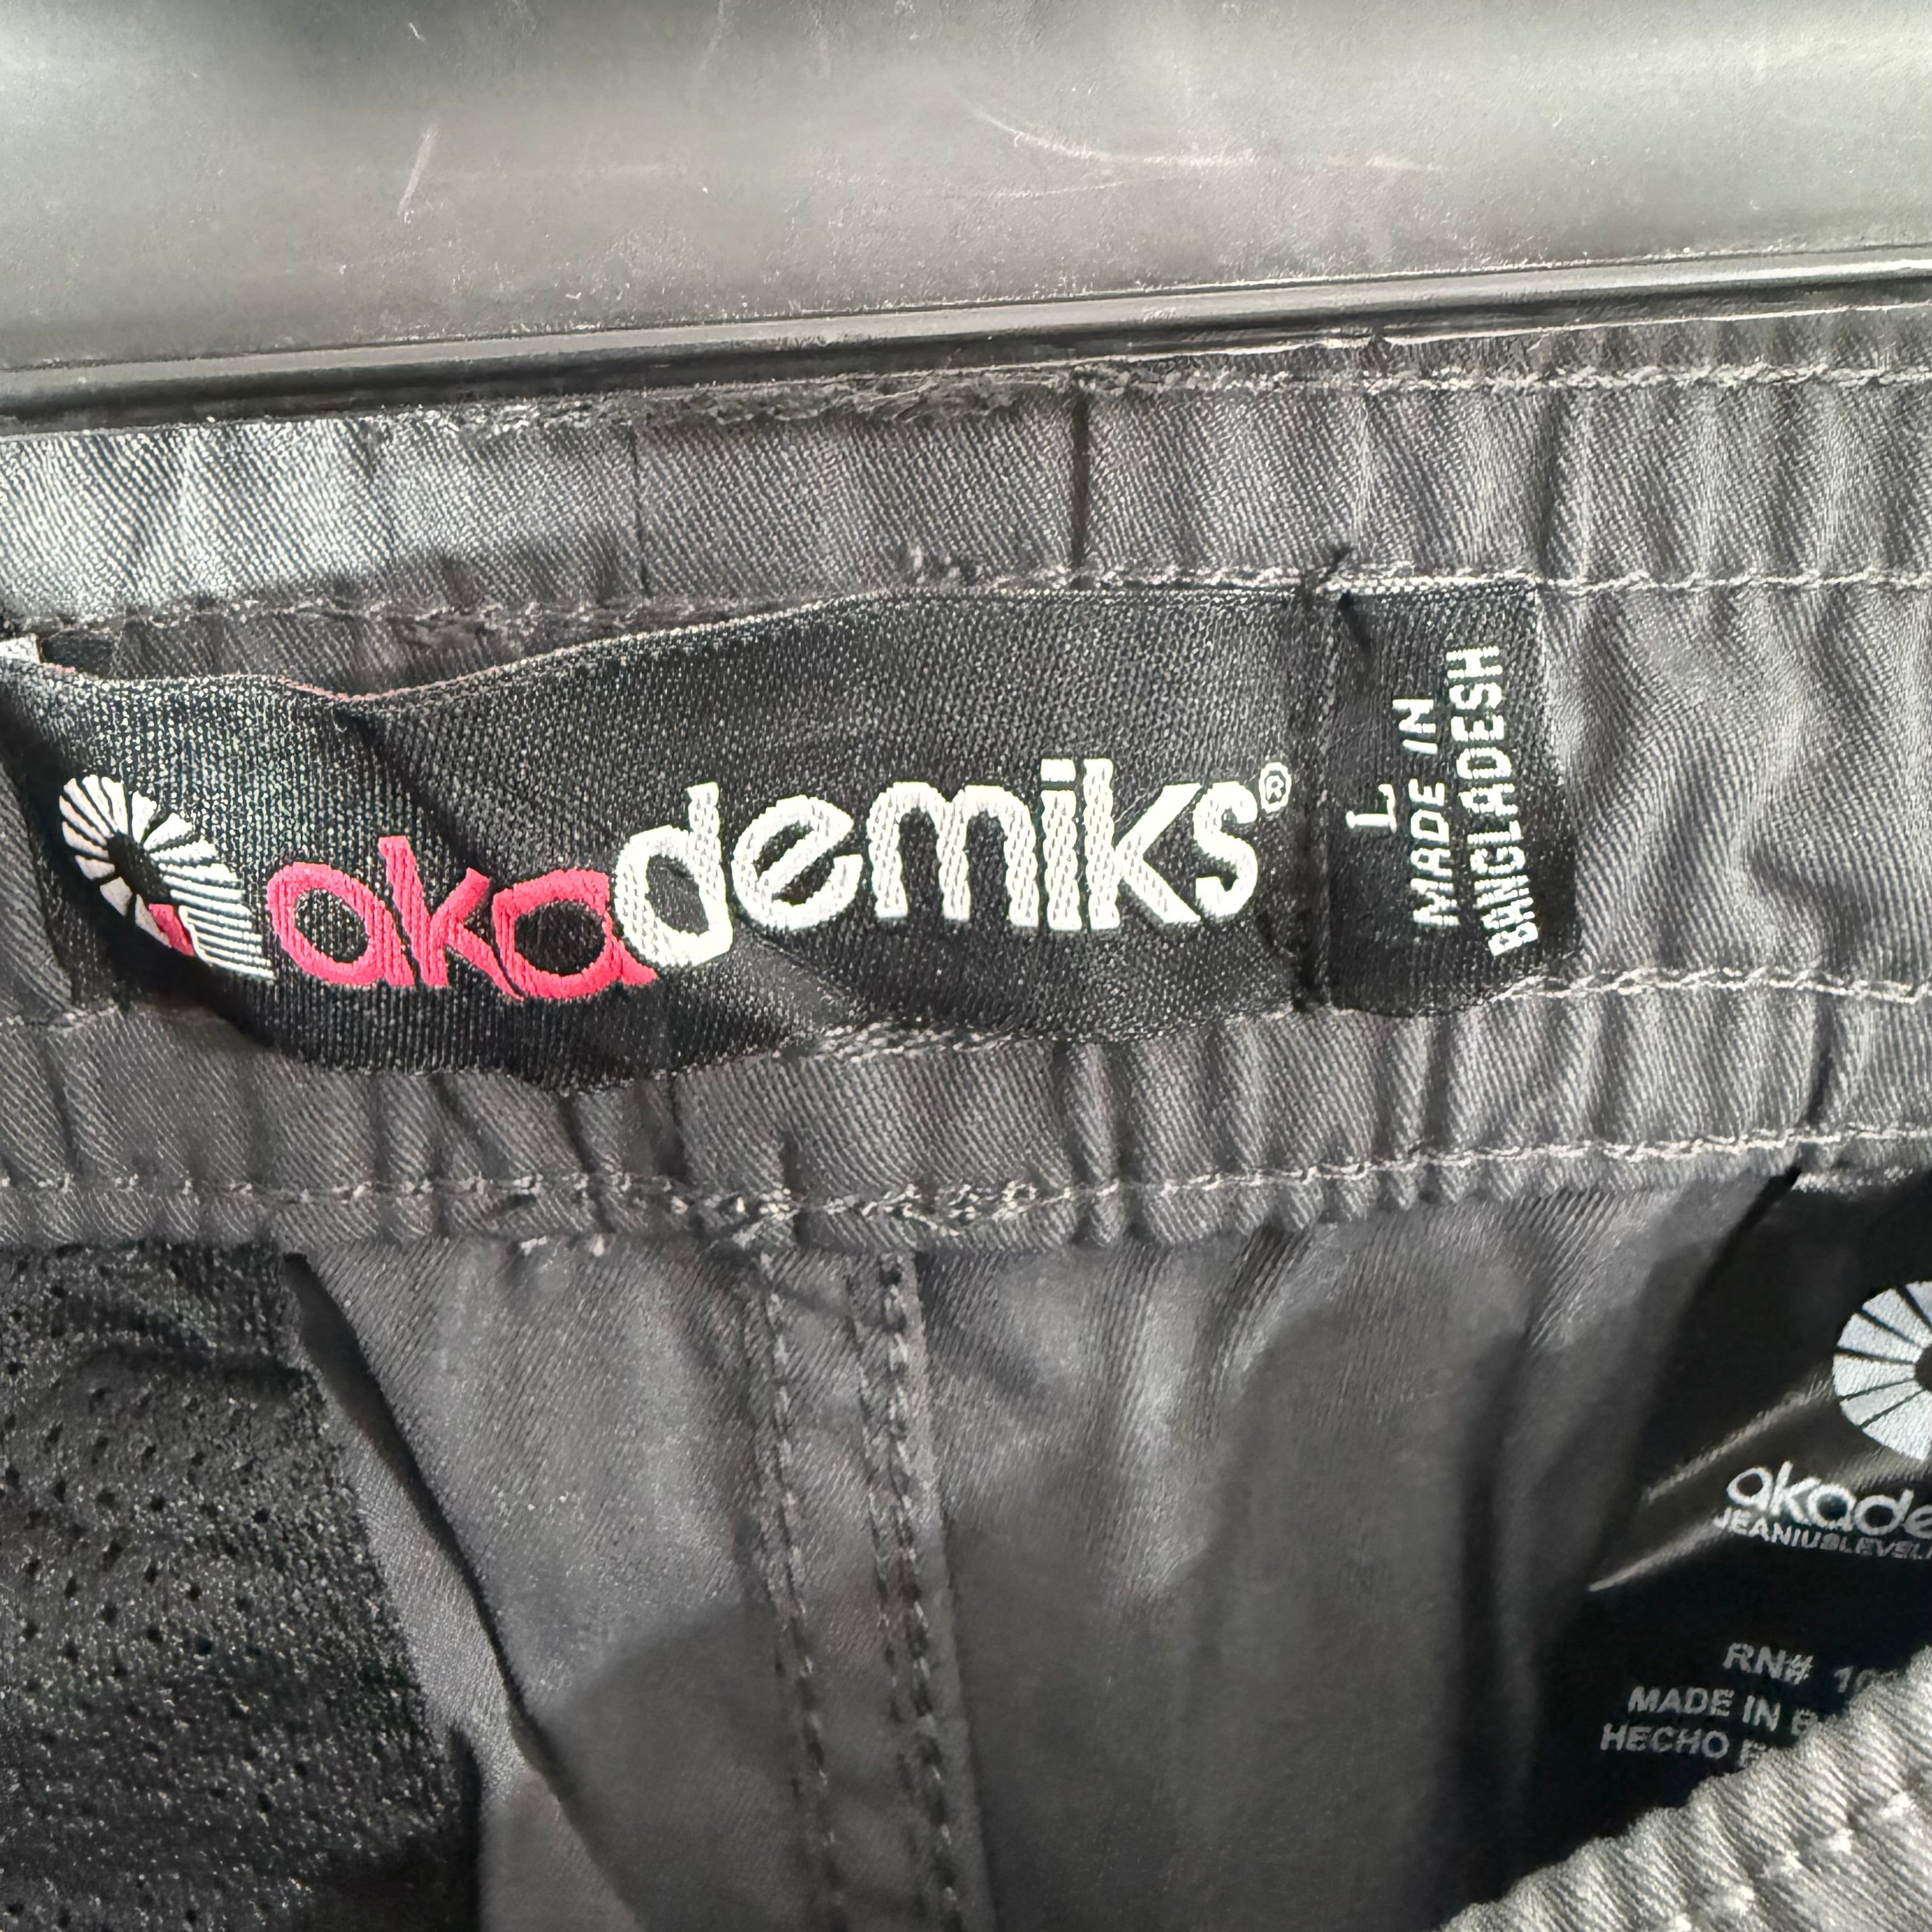 akademiks®
L
MADE IN
BANGLADESH
akade
JEANIUSLEVEL
RN#
MADE IN
HECHO